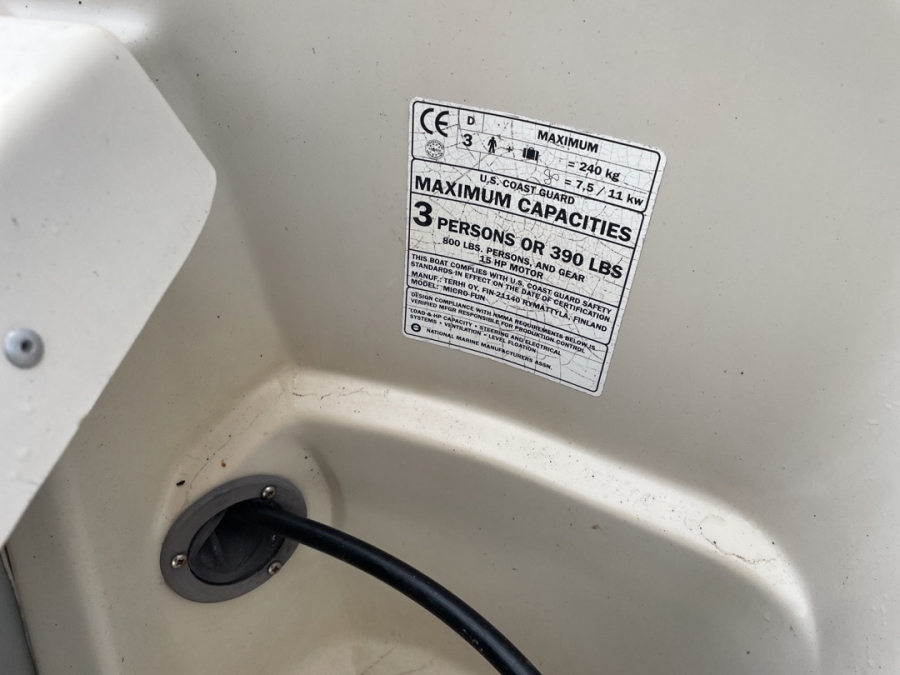 CE D MAXIMUM
3 + = 240 kg
= 7,5 / 11 kw
U.S. COAST GUARD
MAXIMUM CAPACITIES
3 PERSONS OR 390 LBS
800 LBS. PERSONS, AND GEAR
15 HP MOTOR
THIS BOAT COMPLIES WITH U.S. COAST GUARD SAFETY
STANDARDS IN EFFECT ON THE DATE OF CERTIFICATION
MANUF.: TERHI OY, FIN-21140 RYMÄTTYLÄ, FINLAND
MODEL: MICRO-FUN
DESIGN COMPLIANCE WITH NMMA REQUIREMENTS BELOW IS
VERIFIED MFGR RESPONSIBLE FOR PRODUKTION CONTROL
LOAD & HP CAPACITY • STEERING AND ELECTRICAL
SYSTEMS • VENTILATION • LEVEL FLOATION
NATIONAL MARINE MANUFACTURERS ASSN.